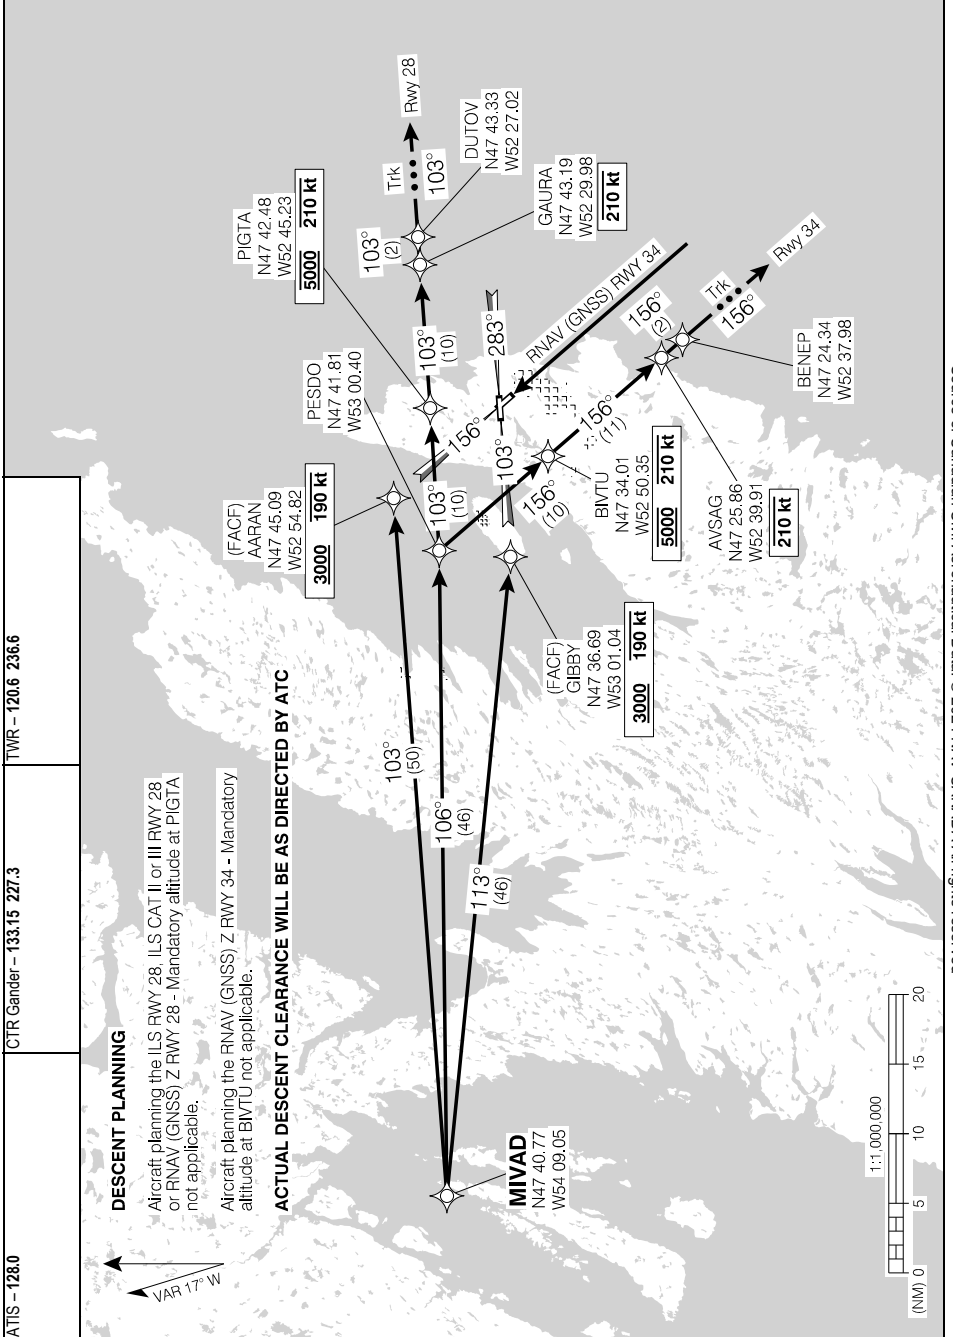 ATIS – 128.0
CTR Gander – 133.15 227.3
TWR – 120.6 236.6
DESCENT PLANNING
Aircraft planning the ILS RWY 28, ILS CAT II or III RWY 28
or RNAV (GNSS) Z RWY 28 - Mandatory altitude at PIGTA
not applicable.
Aircraft planning the RNAV (GNSS) Z RWY 34 - Mandatory
altitude at BIVTU not applicable.
ACTUAL DESCENT CLEARANCE WILL BE AS DIRECTED BY ATC
VAR 17° W
MIVAD
N47 40.77
W54 09.05
103°
(50)
106°
(46)
113°
(46)
(FACF)
AARAN
N47 45.09
W52 54.82
3000 190 kt
PESDO
N47 41.81
W53 00.40
PIGTA
N47 42.48
W52 45.23
5000 210 kt
(FACF)
GIBBY
N47 36.69
W53 01.04
3000 190 kt
103°
(10)
103°
(10)
103°
(2)
Trk
103°
Rwy 28
DUTOV
N47 43.33
W52 27.02
GAURA
N47 43.19
W52 29.98
210 kt
156°
103°
283°
RNAV (GNSS) RWY 34
156°
(10)
156°
(11)
156°
(2)
Trk
156°
Rwy 34
BIVTU
N47 34.01
W52 50.35
5000 210 kt
AVSAG
N47 25.86
W52 39.91
210 kt
BENEP
N47 24.34
W52 37.98
1:1,000,000
(NM) 0 5 10 15 20